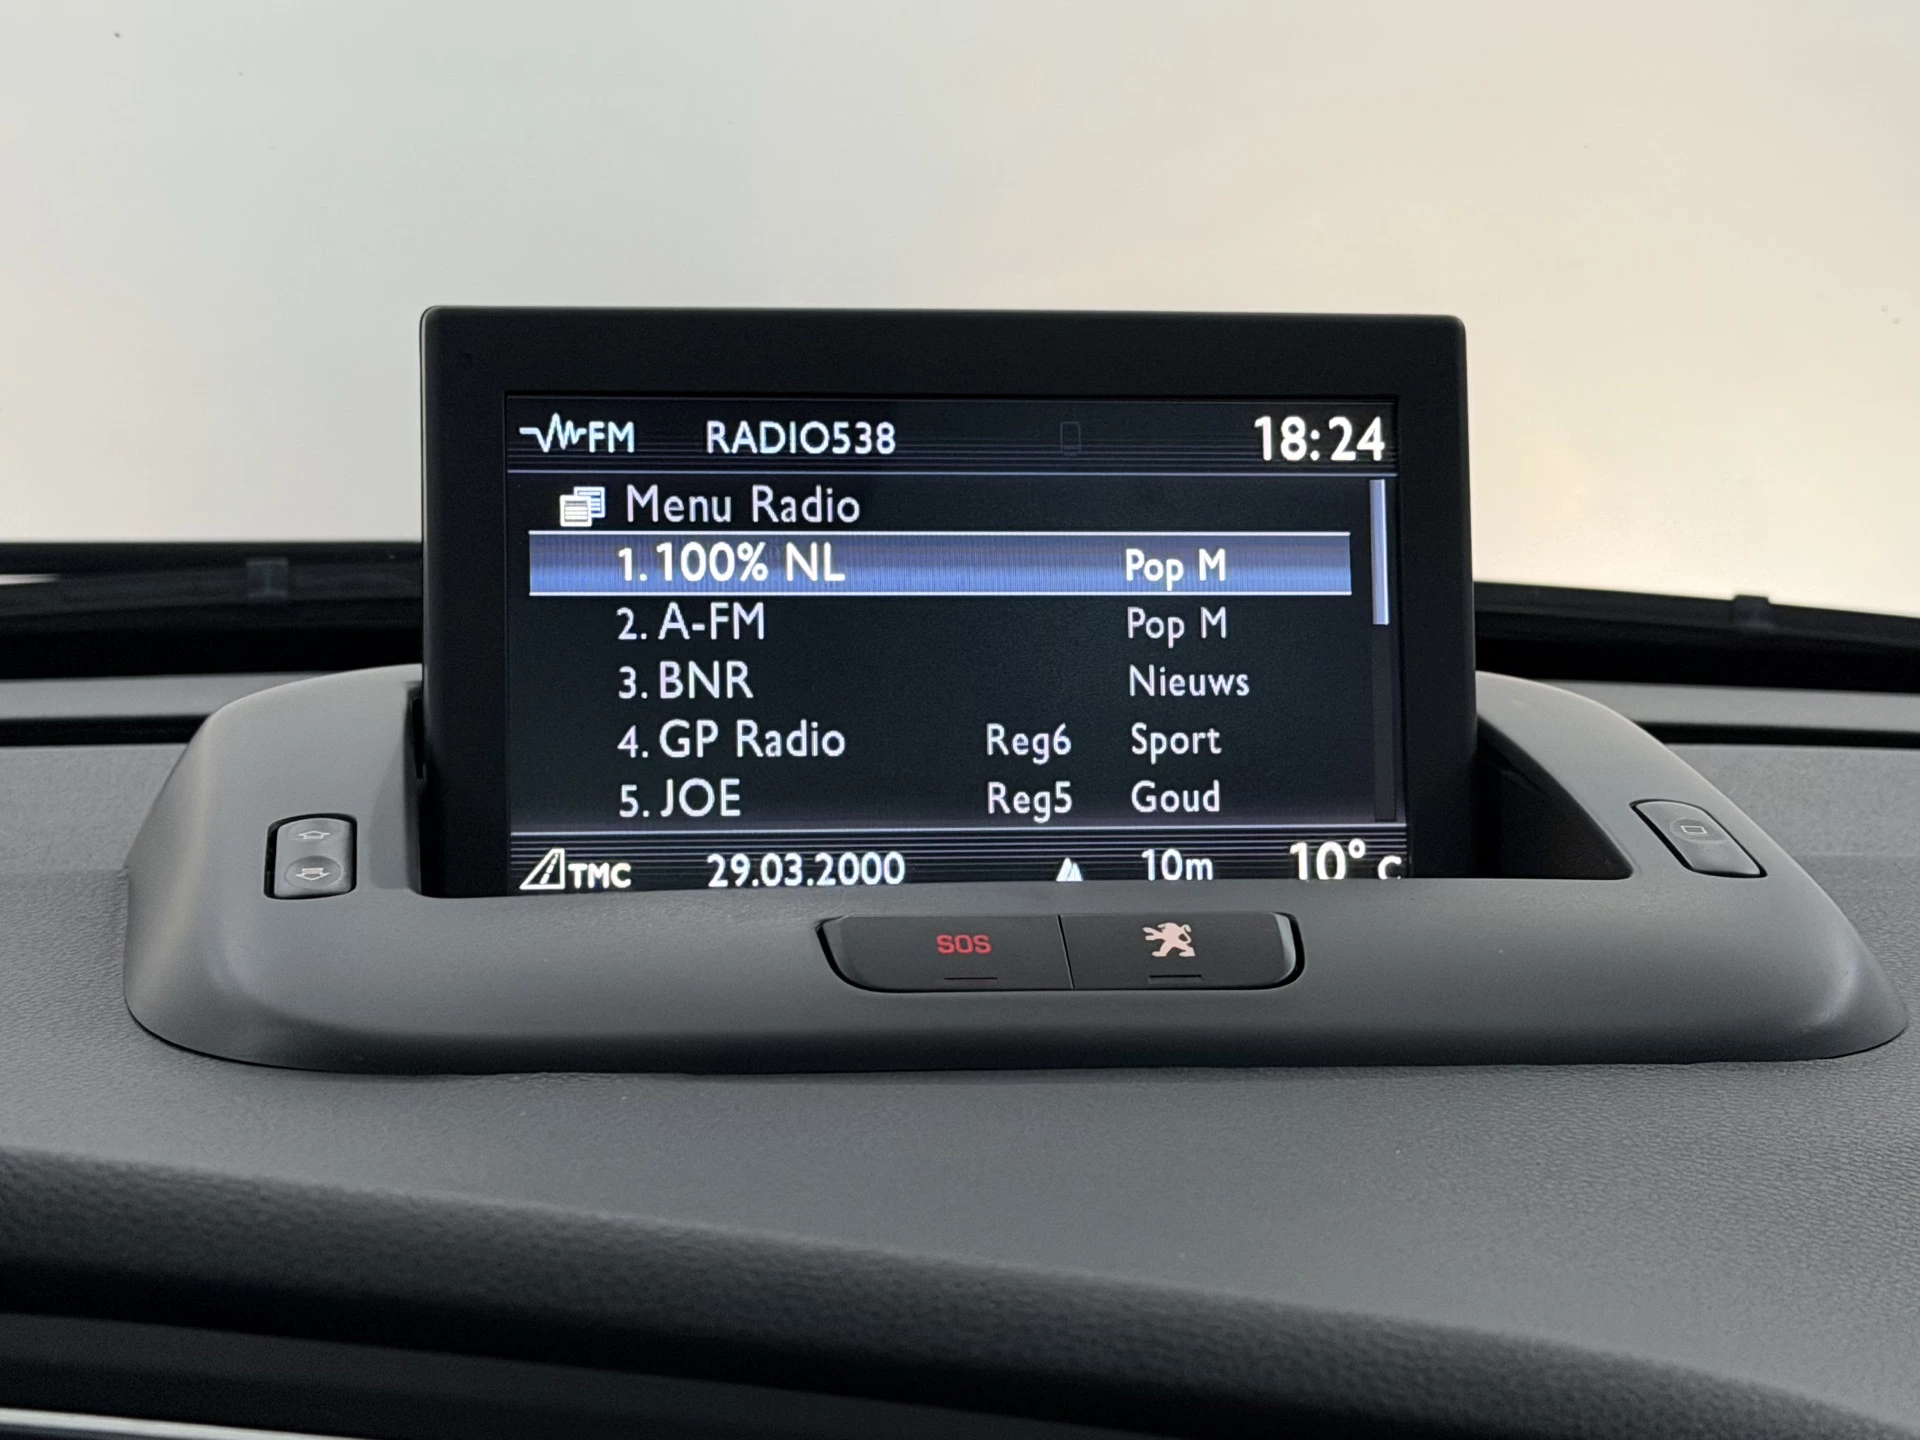 FM RADIO538 18:24
Menu Radio
1. 100% NL Pop M
2. A-FM Pop M
3. BNR Nieuws
4. GP Radio Reg6 Sport
5. JOE Reg5 Goud
TMC 29.03.2000 10m 10° C
SOS